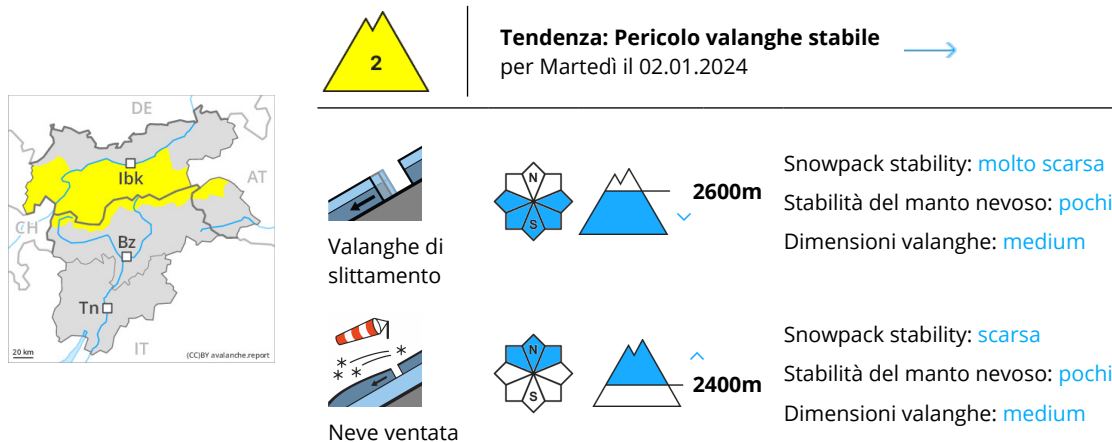 2
Tendenza: Pericolo valanghe stabile
per Martedì il 02.01.2024
DE
Ibk
AT
CH
Bz
Tn
IT
20 km
(CC)BY avalanche.report
N
S
2600m
Valanghe di
slittamento
Snowpack stability: molto scarsa
Stabilità del manto nevoso: pochi
Dimensioni valanghe: medium
N
S
2400m
Neve ventata
Snowpack stability: scarsa
Stabilità del manto nevoso: pochi
Dimensioni valanghe: medium